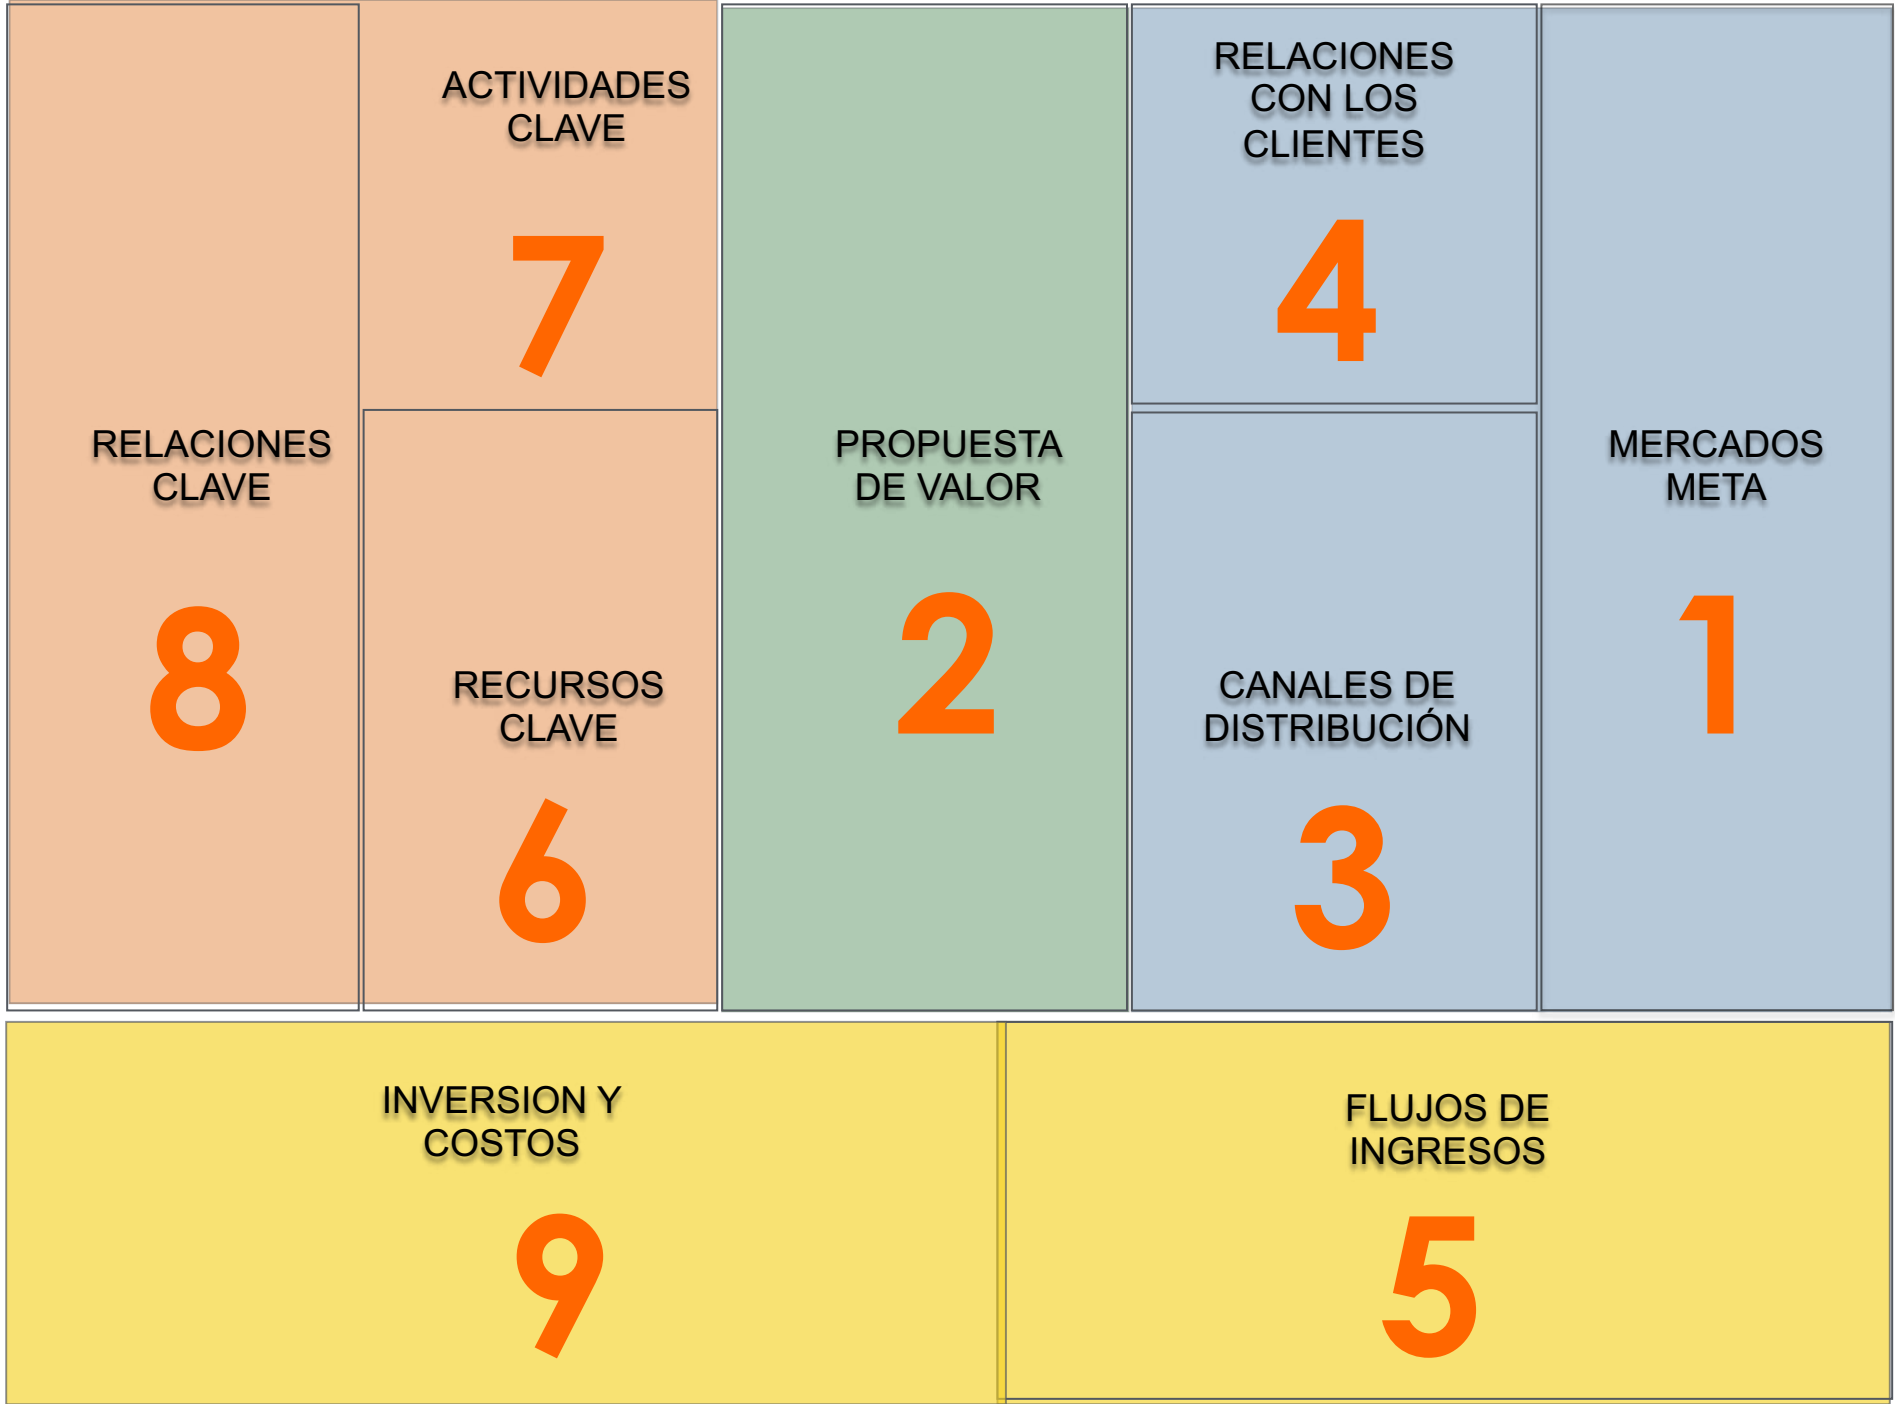 ACTIVIDADES
CLAVE
7
RELACIONES
CON LOS
CLIENTES
4
RELACIONES
CLAVE
8
PROPUESTA
DE VALOR
2
MERCADOS
META
1
RECURSOS
CLAVE
6
CANALES DE
DISTRIBUCIÓN
3
INVERSION Y
COSTOS
9
FLUJOS DE
INGRESOS
5